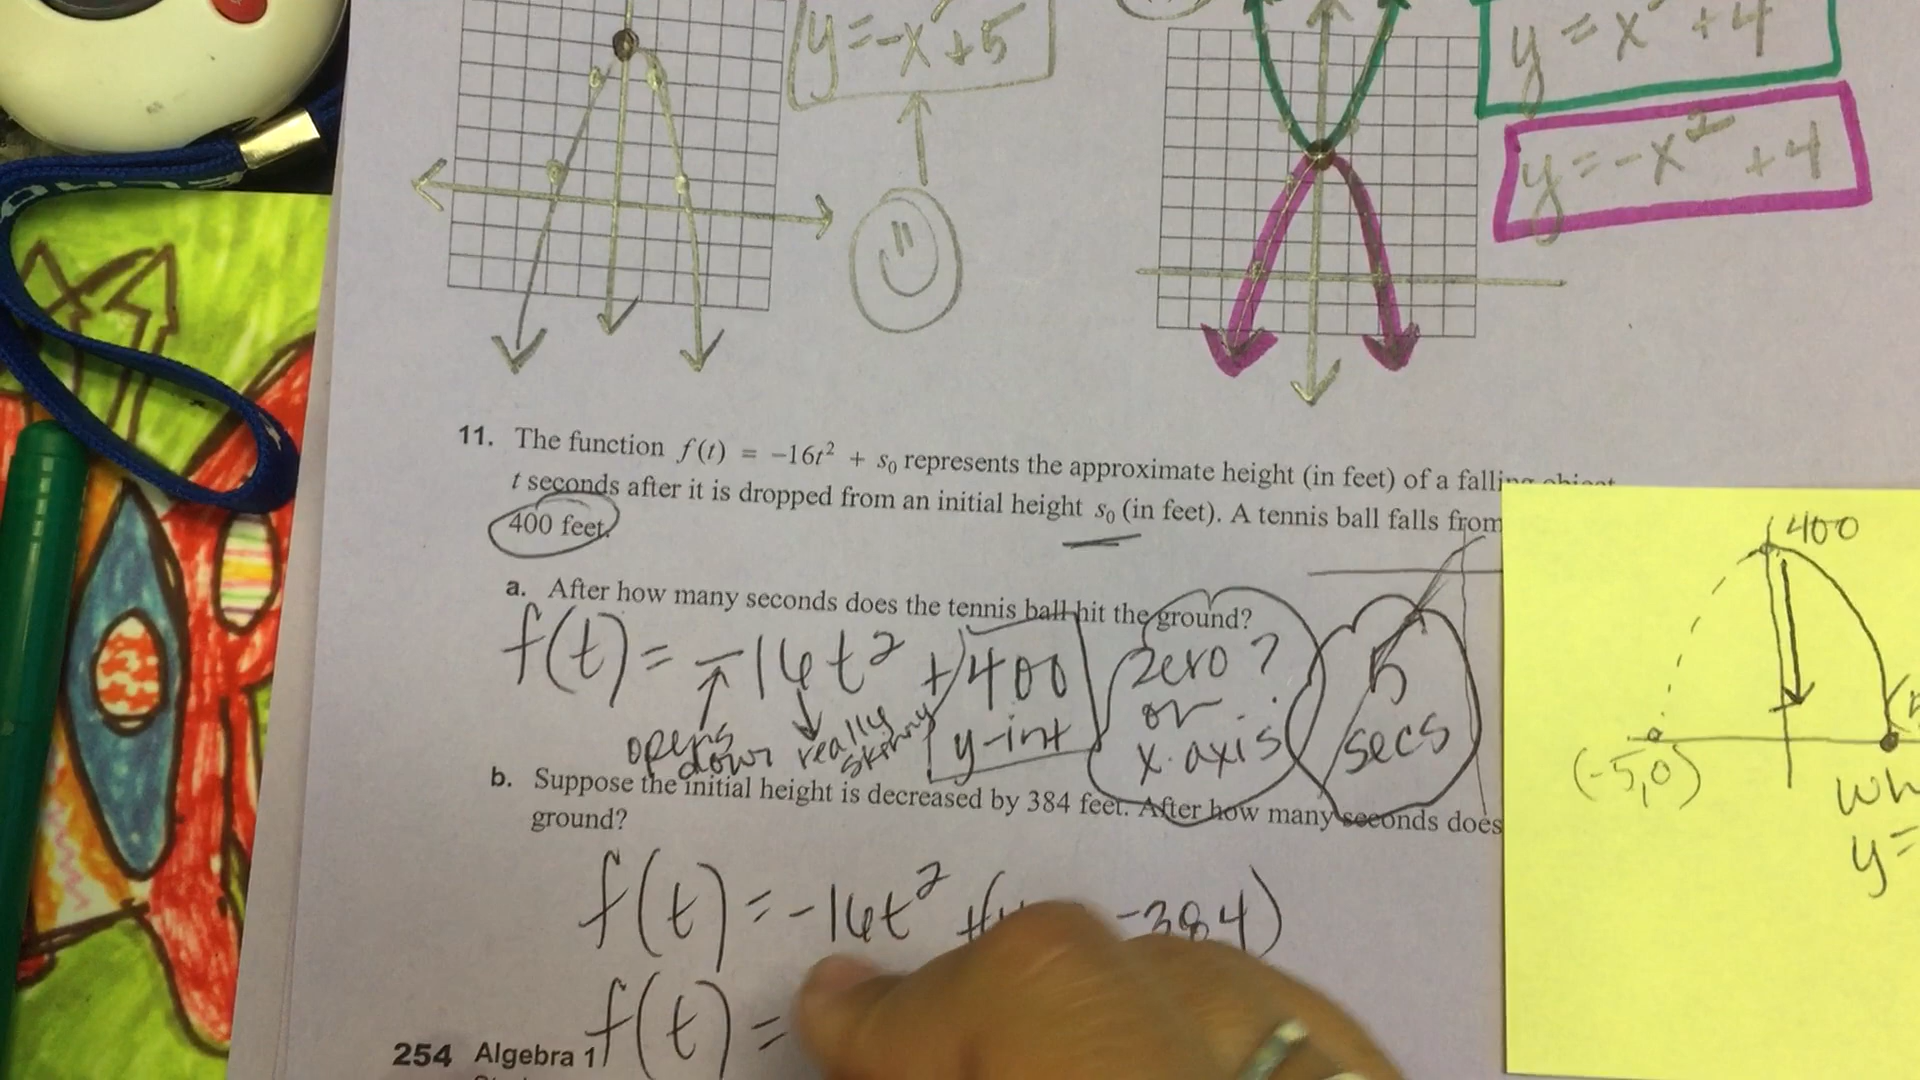 y = -x² + 5
y = x² + 4
y = -x² + 4
11. The function f(t) = -16t² + s₀ represents the approximate height (in feet) of a falling object
t seconds after it is dropped from an initial height s₀ (in feet). A tennis ball falls from
400 feet.
400
a. After how many seconds does the tennis ball hit the ground?
f(t) = -16t² + 400
zero?
or
x-axis
5
secs
opens
down
really
skinny
y-int
(-5,0)
b. Suppose the initial height is decreased by 384 feet. After how many seconds does
ground?
y =
f(t) = -16t² +( -384)
f(t) =
254 Algebra 1